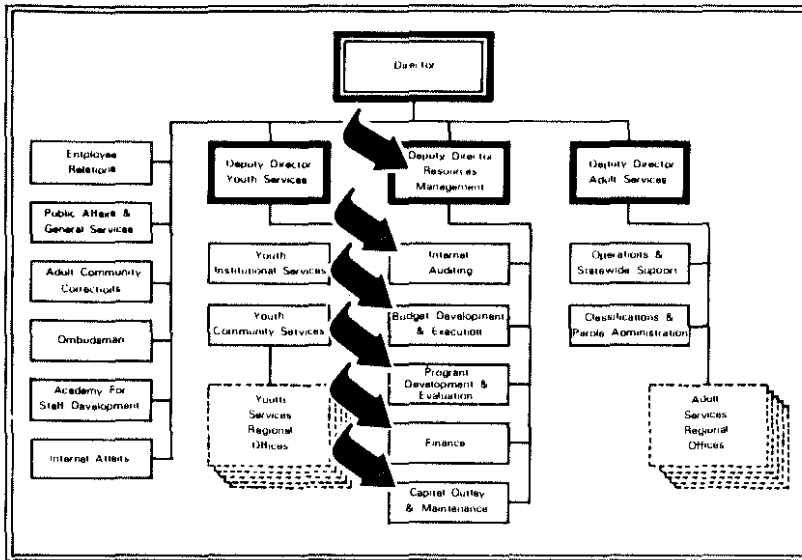 Director
Employee
Relations
Public Affairs &
General Services
Adult Community
Corrections
Ombudsman
Academy For
Staff Development
Internal Affairs
Deputy Director
Youth Services
Youth
Institutional Services
Youth
Community Services
Youth
Services
Regional
Offices
Deputy Director
Resources
Management
Internal
Auditing
Budget Development
& Execution
Program
Development &
Evaluation
Finance
Capital Outlay
& Maintenance
Deputy Director
Adult Services
Operations &
Statewide Support
Classifications &
Parole Administration
Adult
Services
Regional
Offices